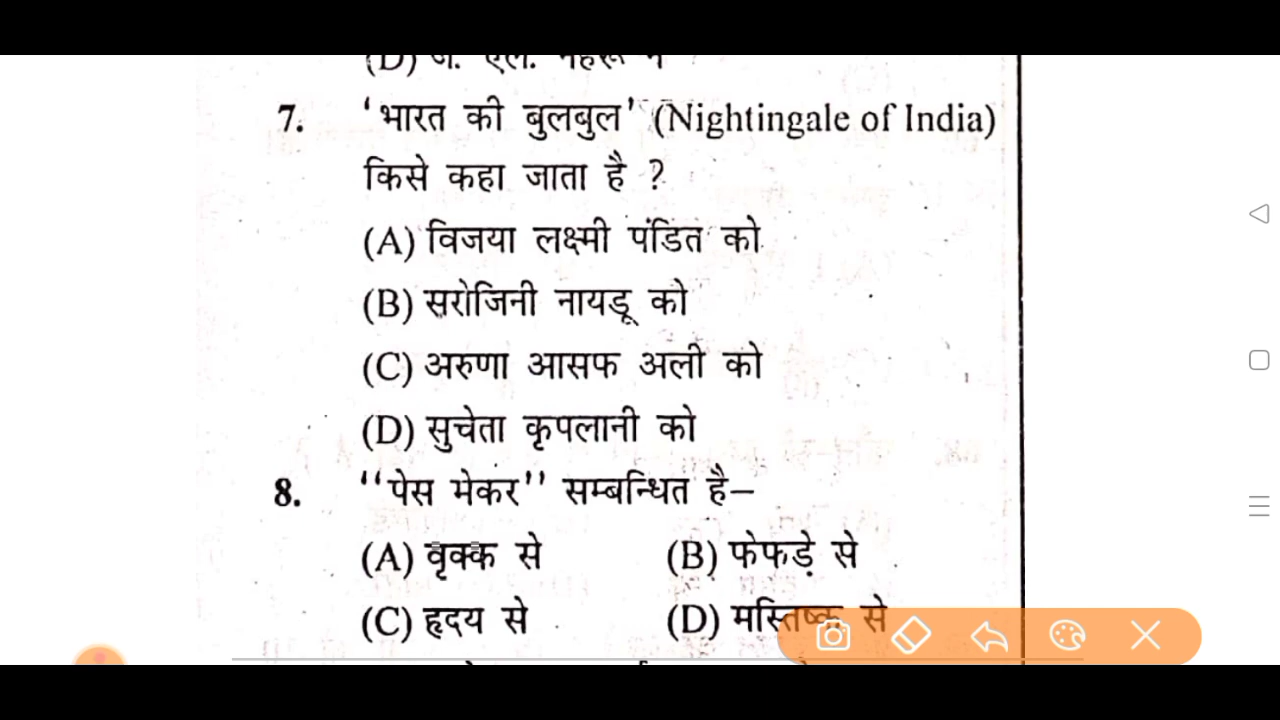 7. 'भारत की बुलबुल' (Nightingale of India)
किसे कहा जाता है ?
(A) विजया लक्ष्मी पंडित को
(B) सरोजिनी नायडू को
(C) अरुणा आसफ अली को
(D) सुचेता कृपलानी को
8. "पेस मेकर" सम्बन्धित है–
(A) वृक्क से (B) फेफड़े से
(C) हृदय से (D) मस्तिष्क से